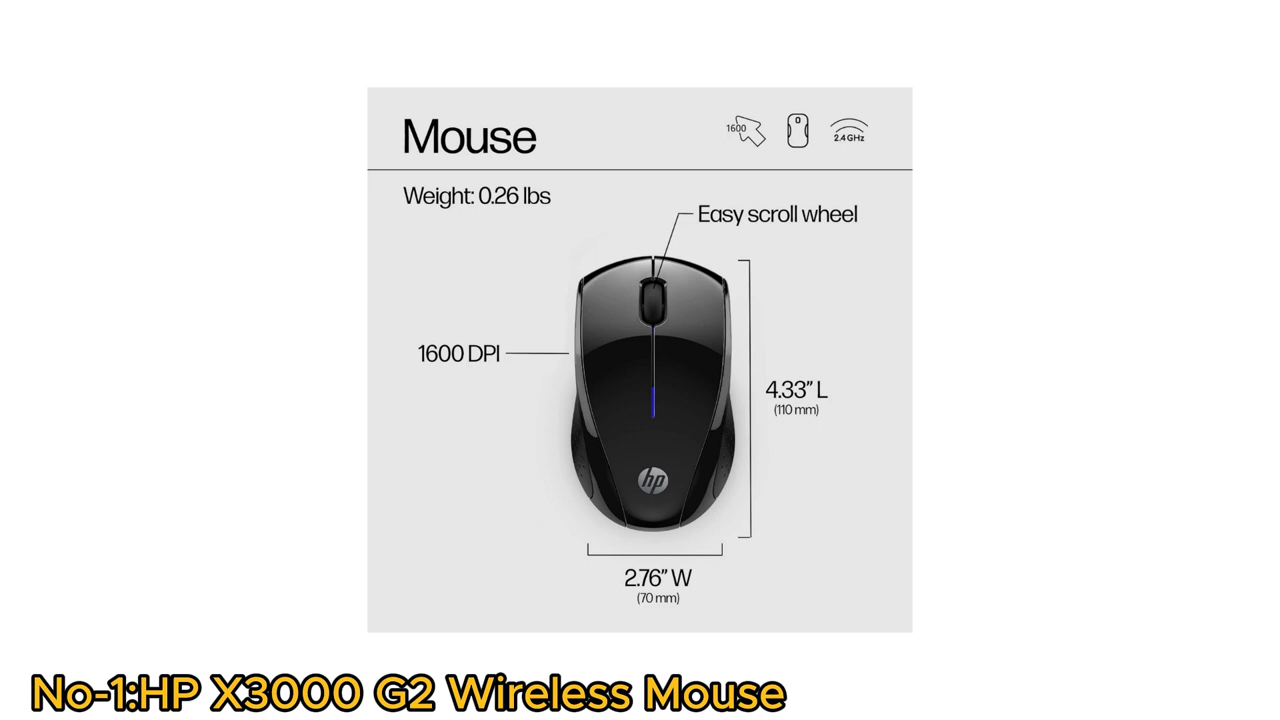 Mouse
1600
2.4 GHz
Weight: 0.26 lbs
Easy scroll wheel
1600 DPI
4.33” L
(110 mm)
hp
2.76” W
(70 mm)
No-1:HP X3000 G2 Wireless Mouse